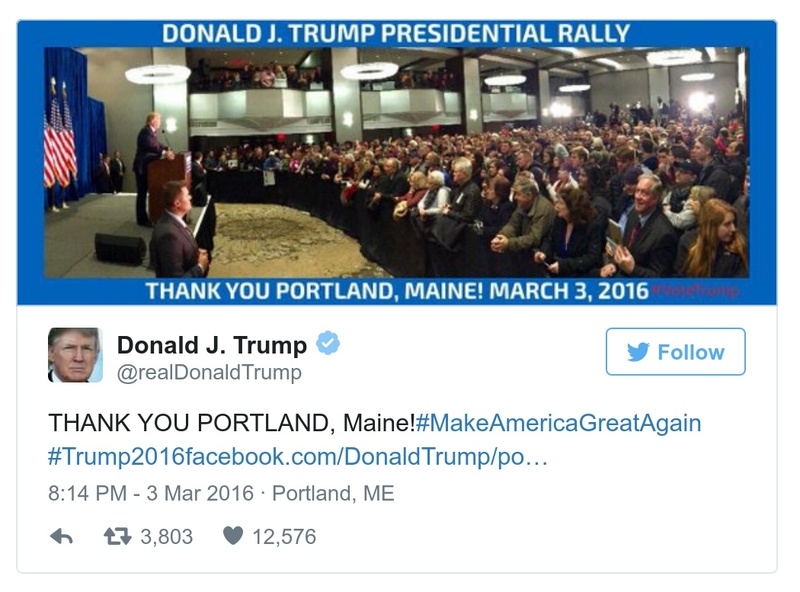 DONALD J. TRUMP PRESIDENTIAL RALLY
THANK YOU PORTLAND, MAINE! MARCH 3, 2016 #VoteTrump
Donald J. Trump
@realDonaldTrump
Follow
THANK YOU PORTLAND, Maine!#MakeAmericaGreatAgain
#Trump2016facebook.com/DonaldTrump/po…
8:14 PM - 3 Mar 2016 · Portland, ME
3,803 12,576